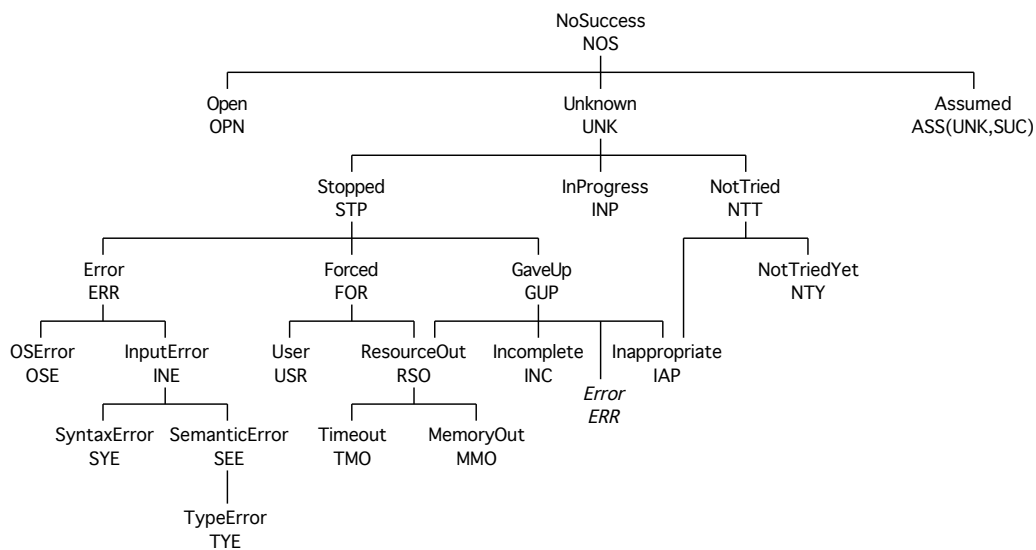 NoSuccess
NOS
Open Unknown Assumed
OPN UNK ASS(UNK,SUC)
Stopped InProgress NotTried
STP INP NTT
Error Forced GaveUp NotTriedYet
ERR FOR GUP NTY
OSError InputError User ResourceOut Incomplete Inappropriate
OSE INE USR RSO INC IAP
Error
ERR
SyntaxError SemanticError Timeout MemoryOut
SYE SEE TMO MMO
TypeError
TYE